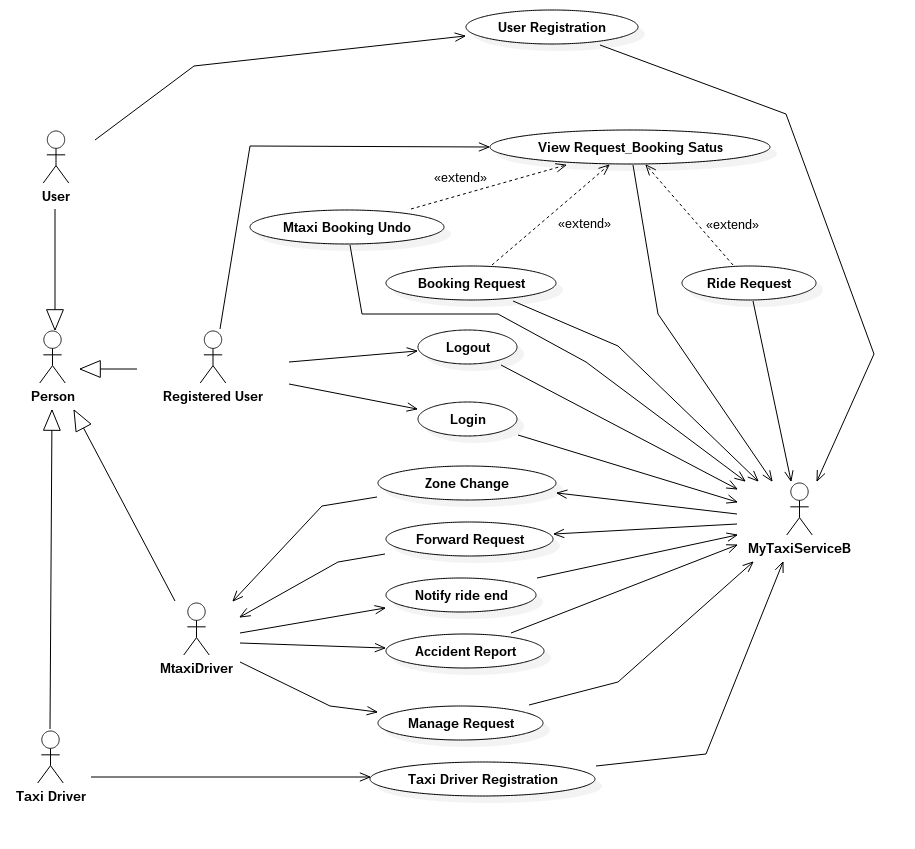 User Registration
User
View Request_Booking Satus
«extend»
«extend»
«extend»
Mtaxi Booking Undo
Booking Request
Ride Request
Logout
Person
Registered User
Login
Zone Change
Forward Request
MyTaxiServiceB
Notify ride end
Accident Report
MtaxiDriver
Manage Request
Taxi Driver Registration
Taxi Driver